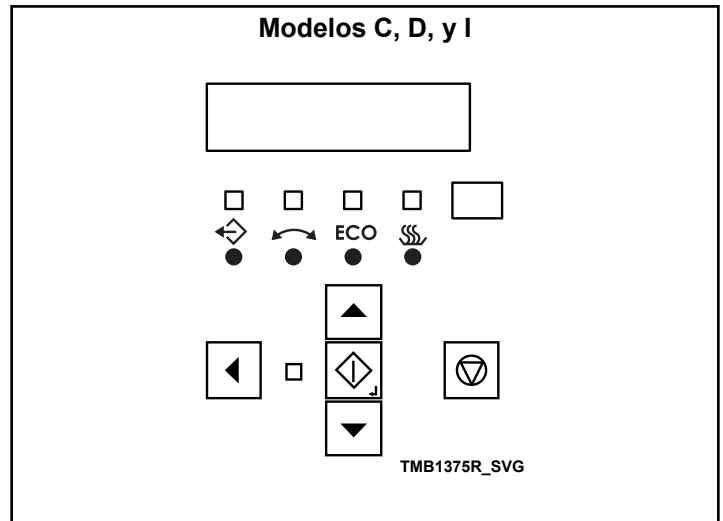 Modelos C, D, y I
ECO
TMB1375R_SVG